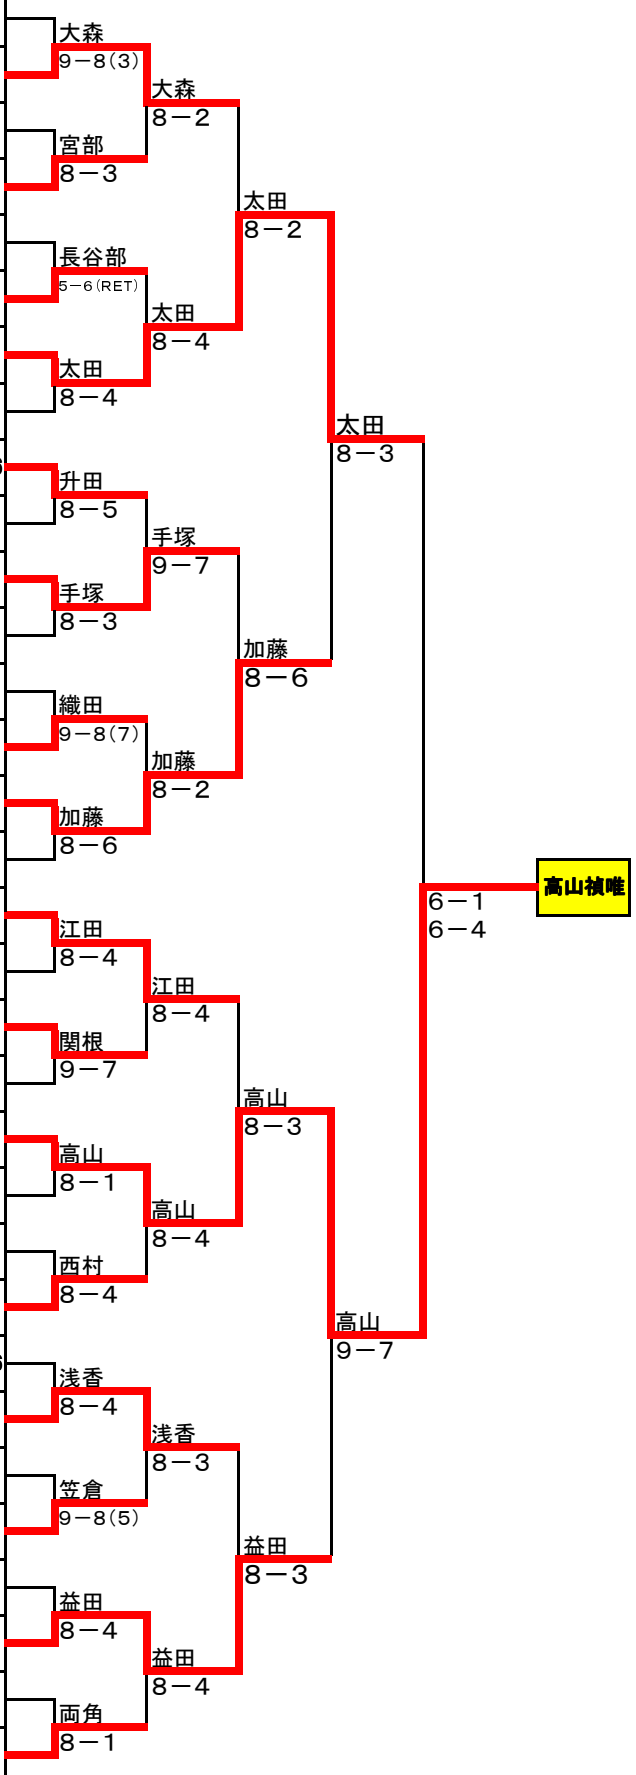 大森
9－8(3)
大森
8－2
宮部
8－3
太田
8－2
長谷部
5－6(RET)
太田
8－4
太田
8－4
太田
8－3
升田
8－5
手塚
9－7
手塚
8－3
加藤
8－6
織田
9－8(7)
加藤
8－2
加藤
8－6
高山禎唯
6－1
6－4
江田
8－4
江田
8－4
関根
9－7
高山
8－3
高山
8－1
高山
8－4
西村
8－4
高山
9－7
浅香
8－4
浅香
8－3
笠倉
9－8(5)
益田
8－3
益田
8－4
益田
8－4
両角
8－1